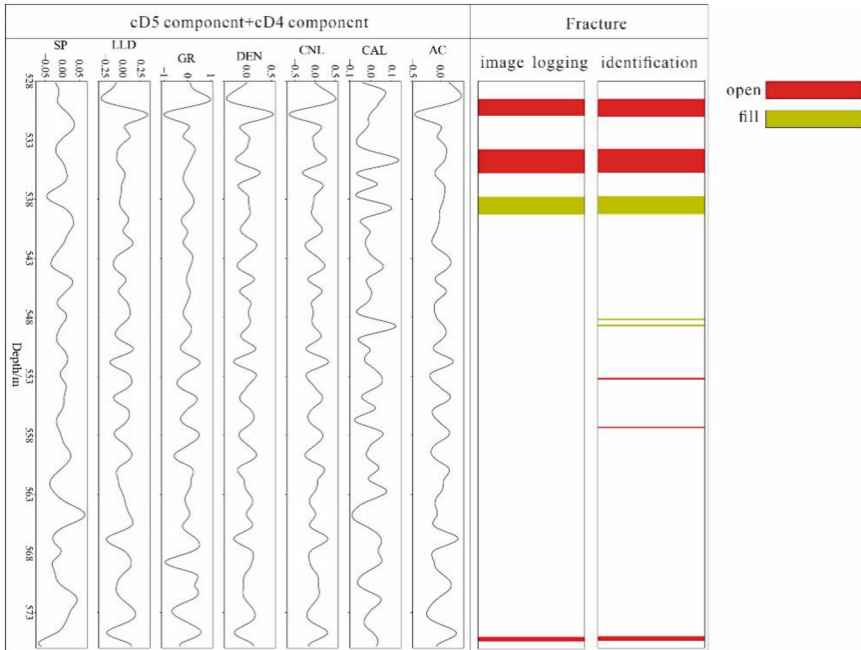 cD5 component+cD4 component
Fracture
SP LLD GR DEN CNL CAL AC
image logging identification
open
fill
-0.05 0.00 0.05
-0.25 0.00 0.25
-1 0 1
0.0 0.5
-0.5 0.0 0.5
-0.1 0.0 0.1
-0.5 0.0
Depth/m
528
533
538
543
548
553
558
563
568
573